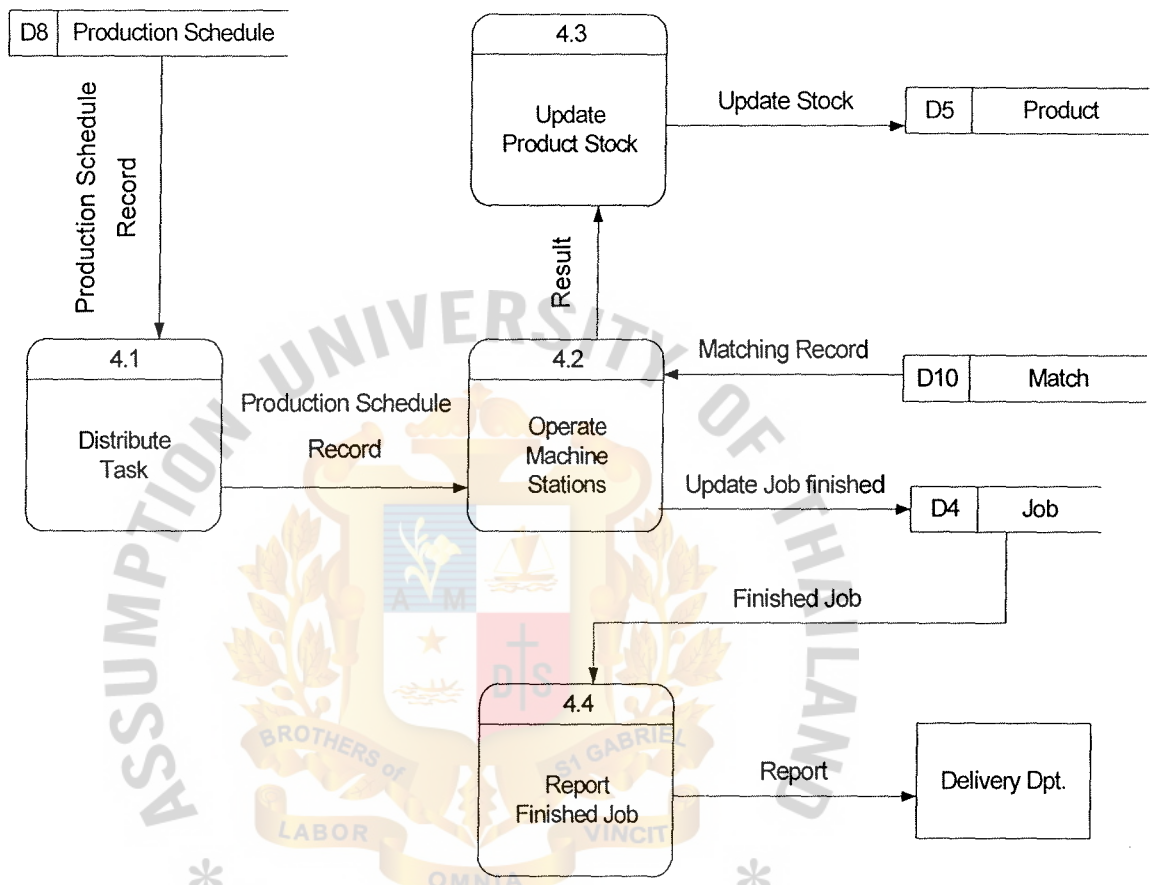 D8 Production Schedule
4.3
Update
Product Stock
Update Stock
D5 Product
Production Schedule
Record
Result
4.1
Distribute
Task
Production Schedule
Record
4.2
Operate
Machine
Stations
Matching Record
D10 Match
Update Job finished
D4 Job
Finished Job
4.4
Report
Finished Job
Report
Delivery Dpt.
ASSUMPTION UNIVERSITY OF THAILAND
A M
D S
BROTHERS of
S1 GABRIEL
LABOR
VINCIT
OMNIA